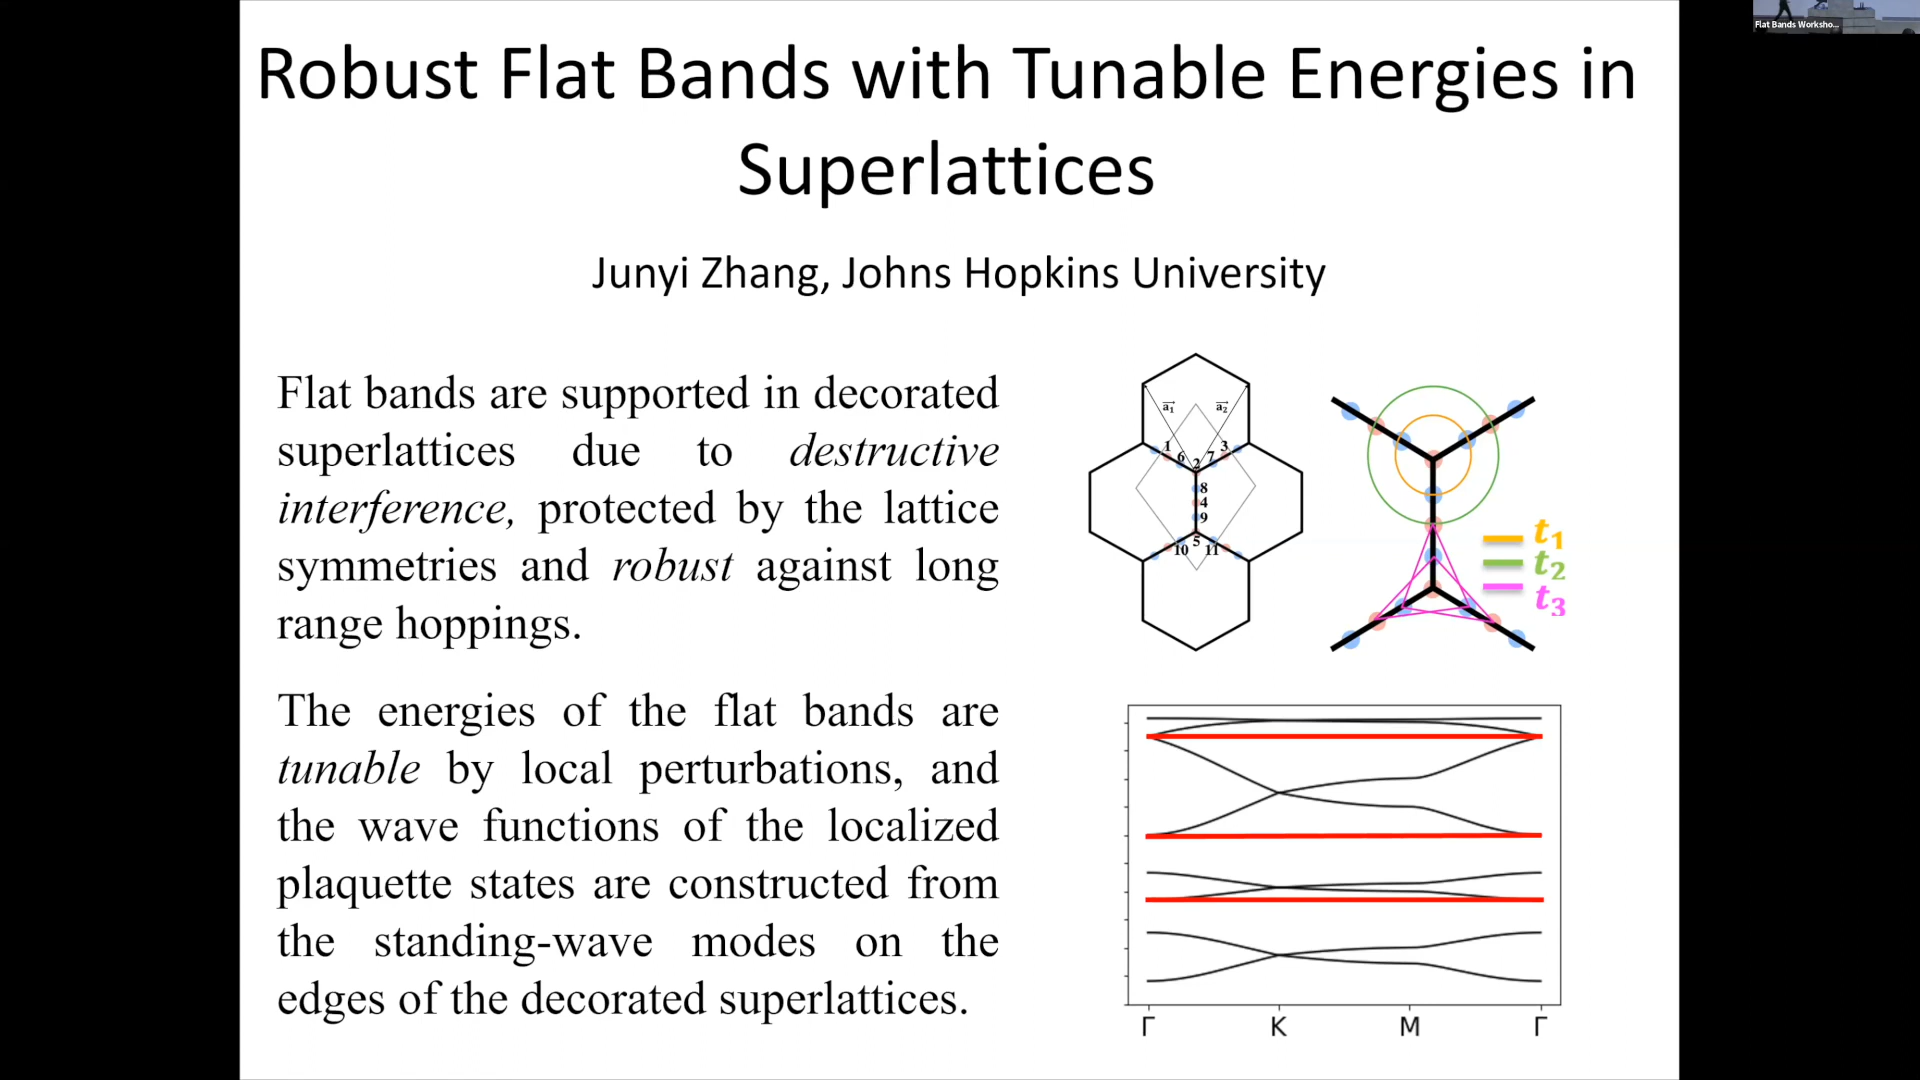 Flat Bands Worksho...
Robust Flat Bands with Tunable Energies in
Superlattices
Junyi Zhang, Johns Hopkins University
Flat bands are supported in decorated
superlattices due to destructive
interference, protected by the lattice
symmetries and robust against long
range hoppings.
The energies of the flat bands are
tunable by local perturbations, and
the wave functions of the localized
plaquette states are constructed from
the standing-wave modes on the
edges of the decorated superlattices.
a₁ a₂
1 3
6 2 7
8
4
9
5
10 11
t₁
t₂
t₃
Γ K M Γ